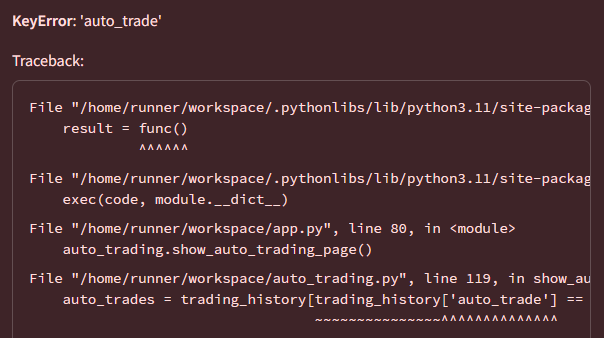 KeyError: 'auto_trade'
Traceback:
File "/home/runner/workspace/.pythonlibs/lib/python3.11/site-packag
result = func()
^^^^^^
File "/home/runner/workspace/.pythonlibs/lib/python3.11/site-packag
exec(code, module.__dict__)
File "/home/runner/workspace/app.py", line 80, in <module>
auto_trading.show_auto_trading_page()
File "/home/runner/workspace/auto_trading.py", line 119, in show_au
auto_trades = trading_history[trading_history['auto_trade'] ==
~~~~~~~~~~~~~~~^^^^^^^^^^^^^^